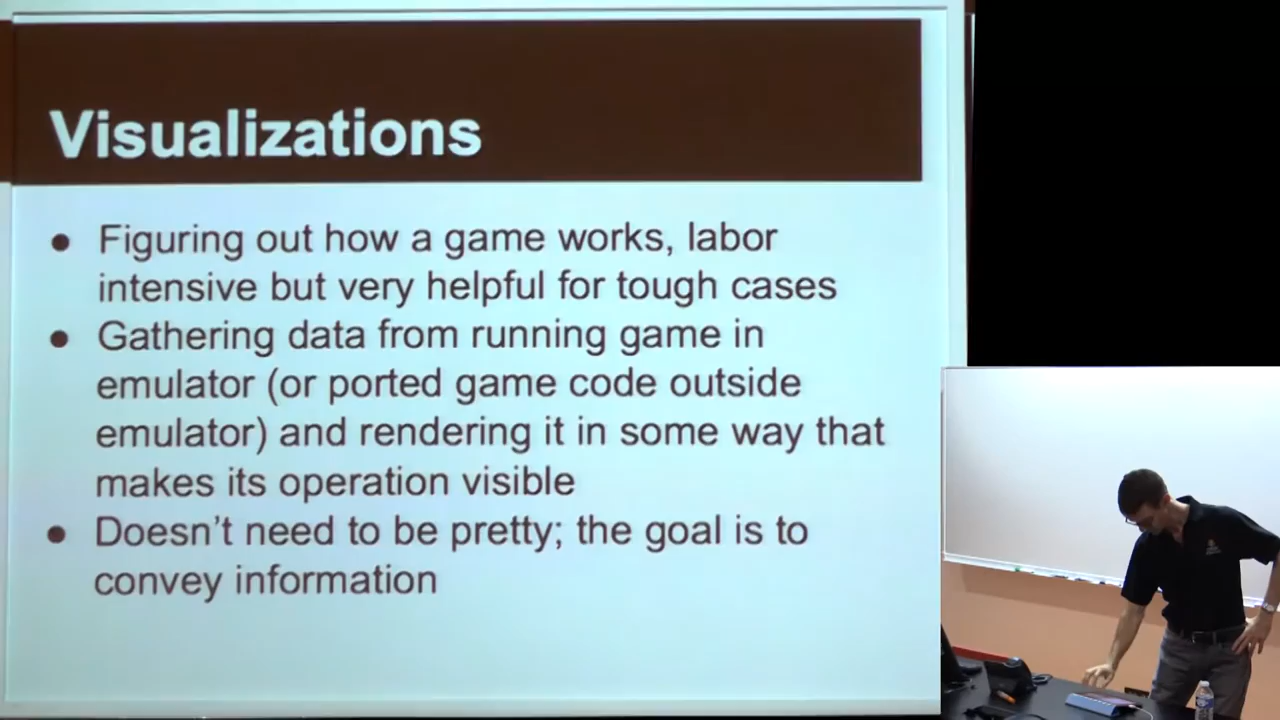 Visualizations
● Figuring out how a game works, labor
intensive but very helpful for tough cases
● Gathering data from running game in
emulator (or ported game code outside
emulator) and rendering it in some way that
makes its operation visible
● Doesn't need to be pretty; the goal is to
convey information